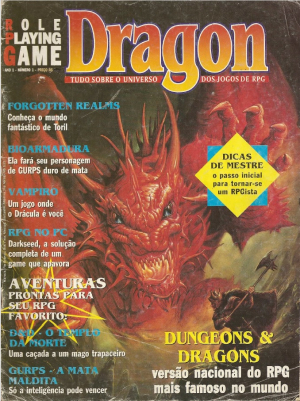 ROLE
PLAYING
GAME
Dragon
TUDO SOBRE O UNIVERSO DOS JOGOS DE RPG
FORGOTTEN REALMS
Conheça o mundo
fantástico de Toril
BIOARMADURA
Ela fará seu personagem
de GURPS duro de mata
VAMPIRO
Um jogo onde
o Drácula é você
RPG NO PC
Darkseed, a solução
completa de um
game que apavora
DICAS
DE MESTRE
o passo inicial
para tornar-se
um RPGista
AVENTURAS
PRONTAS PARA
SEU RPG
FAVORITO:
D&D - O TEMPLO
DA MORTE
Uma caçada a um mago trapaceiro
GURPS - A MATA
MALDITA
Só a inteligência pode vencer
DUNGEONS &
DRAGONS
versão nacional do RPG
mais famoso no mundo